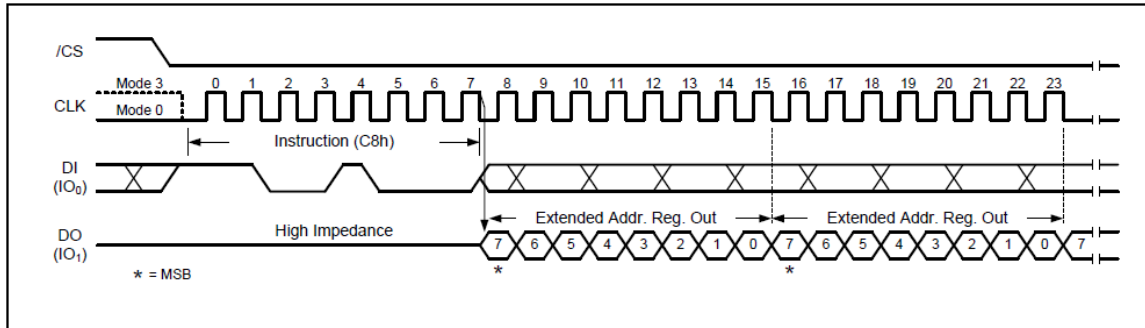 /CS
Mode 3
0 1 2 3 4 5 6 7 8 9 10 11 12 13 14 15 16 17 18 19 20 21 22 23
CLK
Mode 0
Instruction (C8h)
DI
(IO0)
Extended Addr. Reg. Out Extended Addr. Reg. Out
High Impedance
DO
(IO1)
7 6 5 4 3 2 1 0 7 6 5 4 3 2 1 0 7
* *
* = MSB